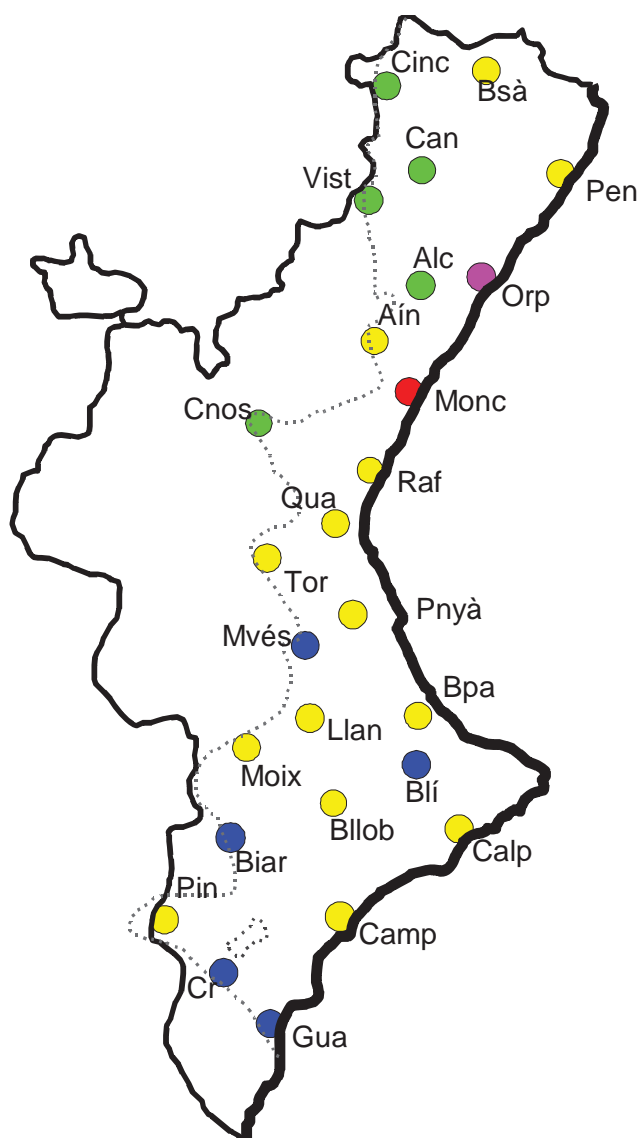 Cinc
Bsà
Can
Vist
Pen
Alc
Orp
Aín
Monc
Cnos
Raf
Qua
Tor
Pnyà
Mvés
Bpa
Llan
Moix
Blí
Bllob
Calp
Biar
Pin
Camp
Cr
Gua